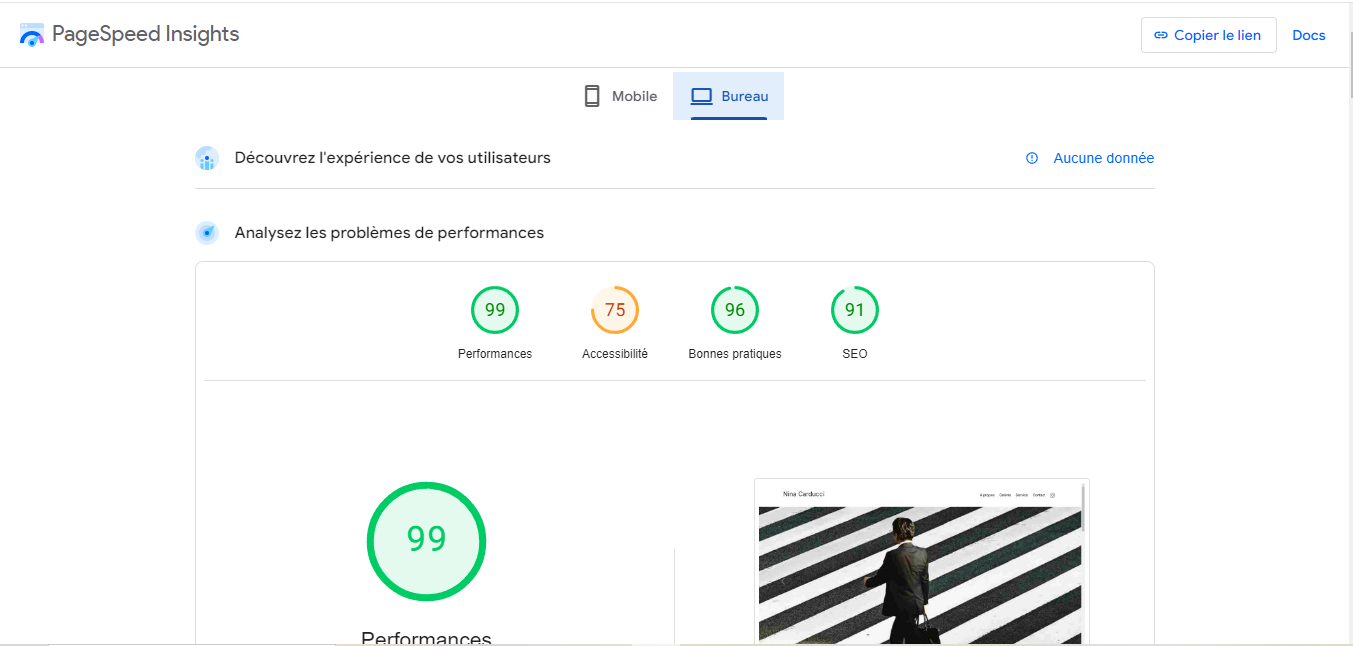 PageSpeed Insights
Copier le lien
Docs
Mobile
Bureau
Découvrez l'expérience de vos utilisateurs
Aucune donnée
Analysez les problèmes de performances
99
75
96
91
Performances
Accessibilité
Bonnes pratiques
SEO
99
Performances
Nina Carducci
A propos Galerie Service Contact